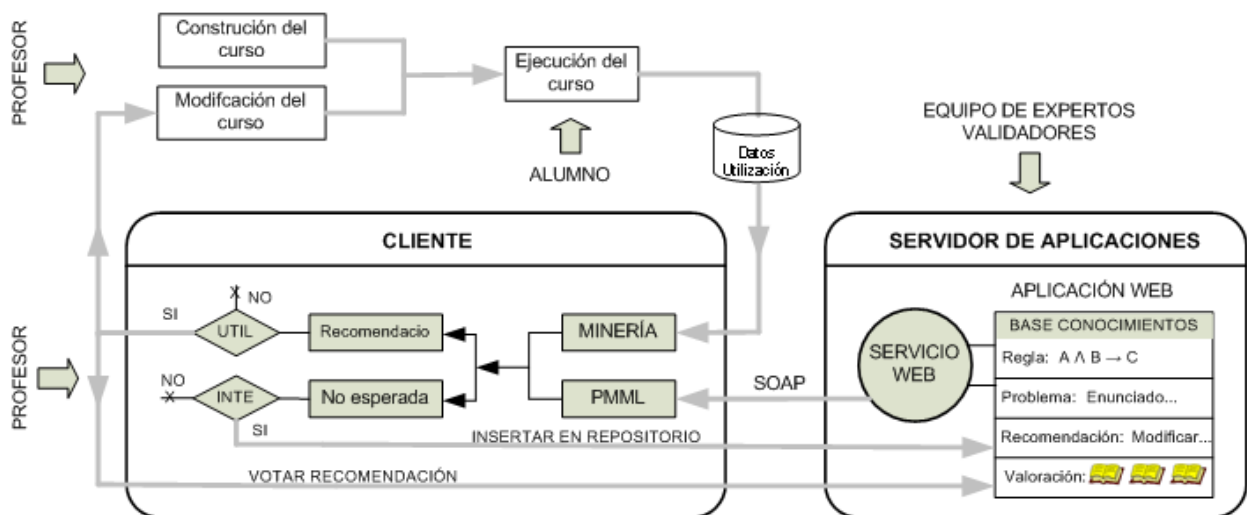 PROFESOR
Construción del
curso
Modifcación del
curso
Ejecución del
curso
ALUMNO
Datos
Utilización
EQUIPO DE EXPERTOS
VALIDADORES
CLIENTE
SERVIDOR DE APLICACIONES
PROFESOR
SI
X NO
UTIL
Recomendacio
MINERÍA
NO
X
INTE
SI
No esperada
PMML
SOAP
INSERTAR EN REPOSITORIO
VOTAR RECOMENDACIÓN
APLICACIÓN WEB
SERVICIO
WEB
BASE CONOCIMIENTOS
Regla: A Λ B → C
Problema: Enunciado...
Recomendación: Modificar...
Valoración: